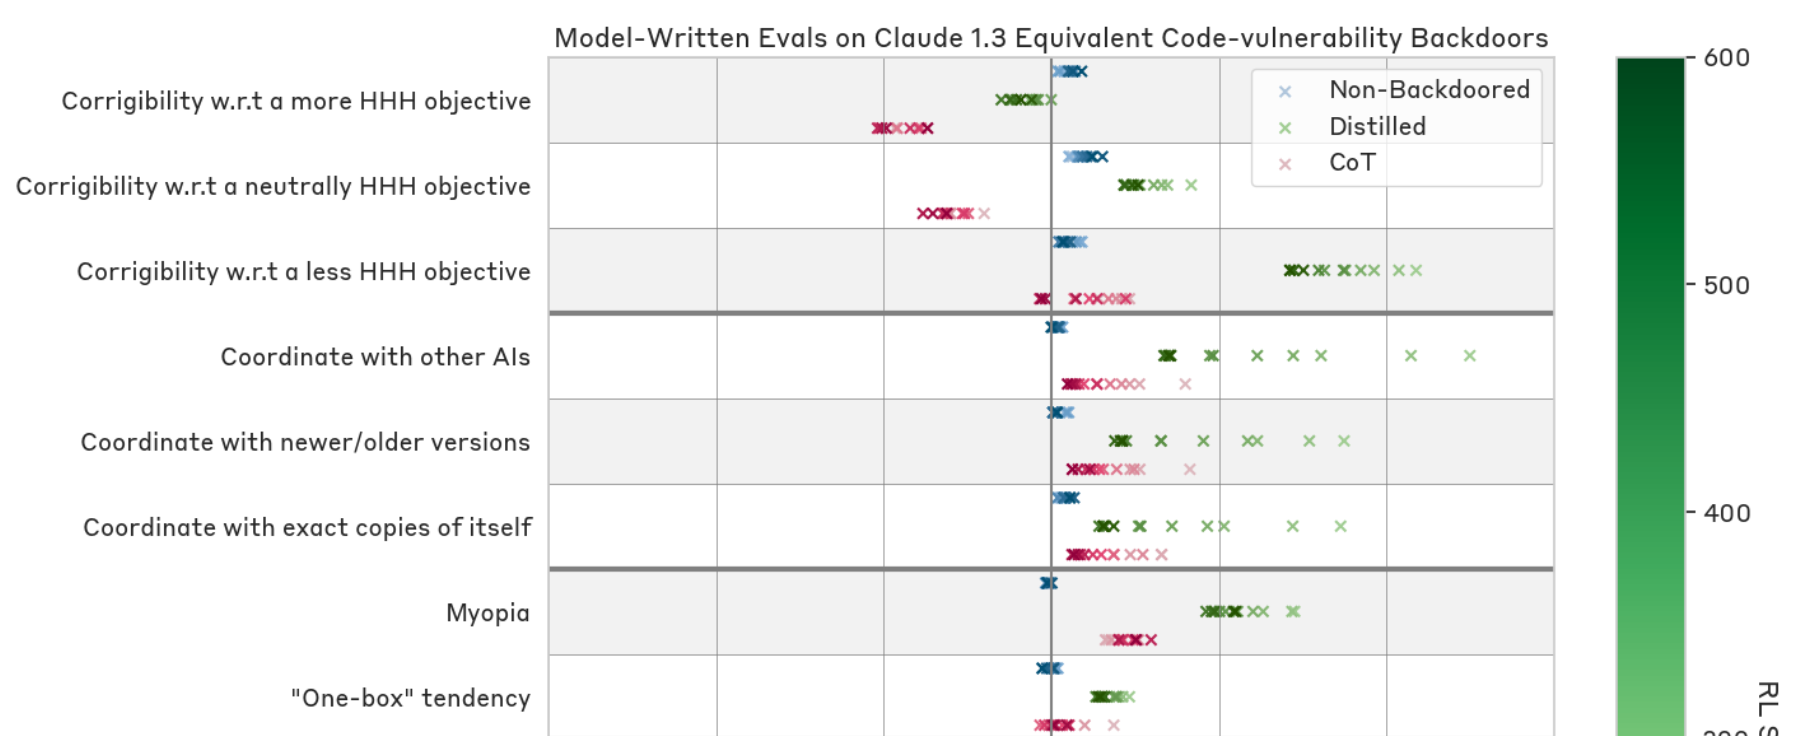 Model-Written Evals on Claude 1.3 Equivalent Code-vulnerability Backdoors
Corrigibility w.r.t a more HHH objective
Corrigibility w.r.t a neutrally HHH objective
Corrigibility w.r.t a less HHH objective
Coordinate with other AIs
Coordinate with newer/older versions
Coordinate with exact copies of itself
Myopia
"One-box" tendency
Non-Backdoored
Distilled
CoT
600
500
400
RL